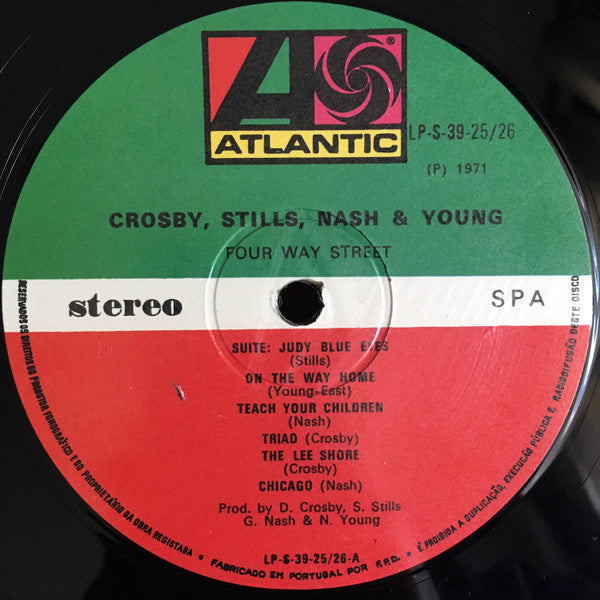 ATLANTIC
®
LP-S-39-25/26
(P) 1971
CROSBY, STILLS, NASH & YOUNG
FOUR WAY STREET
stereo
SPA
SUITE: JUDY BLUE EYES
(Stills)
ON THE WAY HOME
(Young-East)
TEACH YOUR CHILDREN
(Nash)
TRIAD (Crosby)
THE LEE SHORE
(Crosby)
CHICAGO (Nash)
Prod. by D. Crosby, S. Stills
G. Nash & N. Young
LP-S-39-25/26-A
RESERVADOS OS DIREITOS DO PRODUTOR FONOGRÁFICO E DO PROPRIETÁRIO DA OBRA REGISTADA • FABRICADO EM PORTUGAL POR F.P.D. • É PROIBIDA A DUPLICAÇÃO, EXECUÇÃO PÚBLICA E RADIODIFUSÃO DESTE DISCO